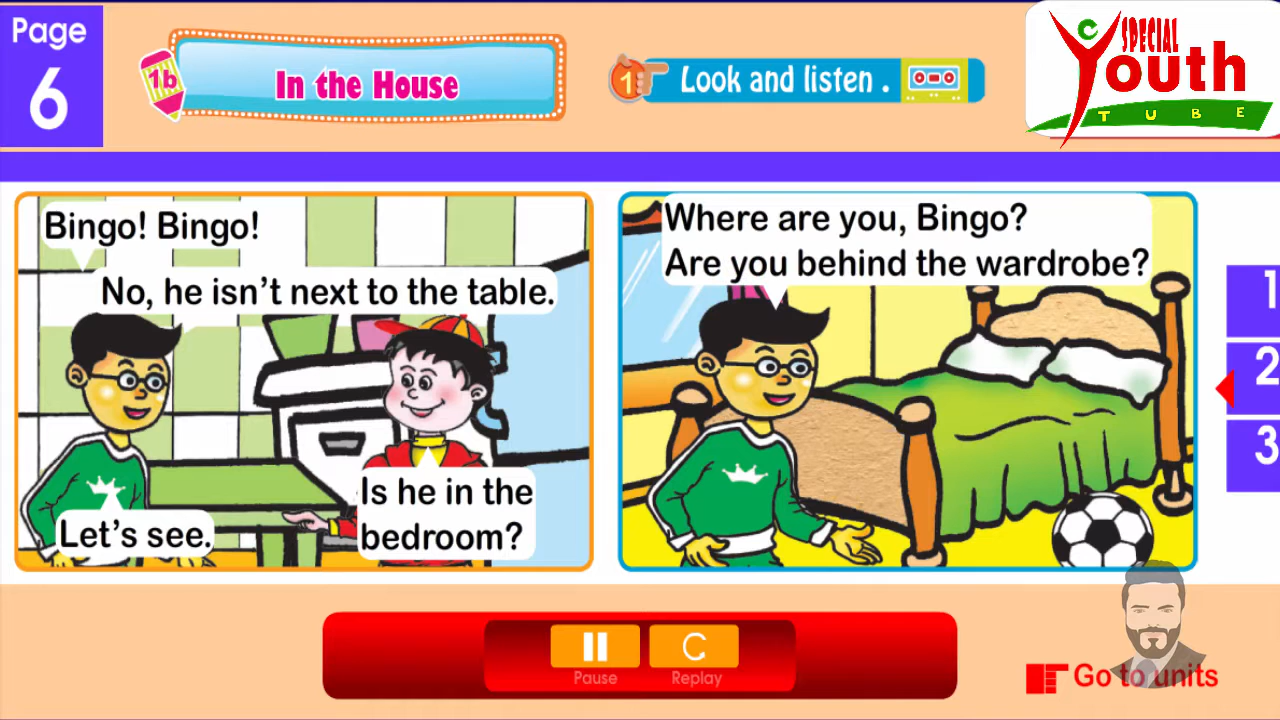 Page
6
1b
In the House
1
Look and listen .
C
SPECIAL
Youth
TUBE
Bingo! Bingo!
No, he isn't next to the table.
Let's see.
Is he in the
bedroom?
Where are you, Bingo?
Are you behind the wardrobe?
1
2
3
Pause
Replay
Go to units